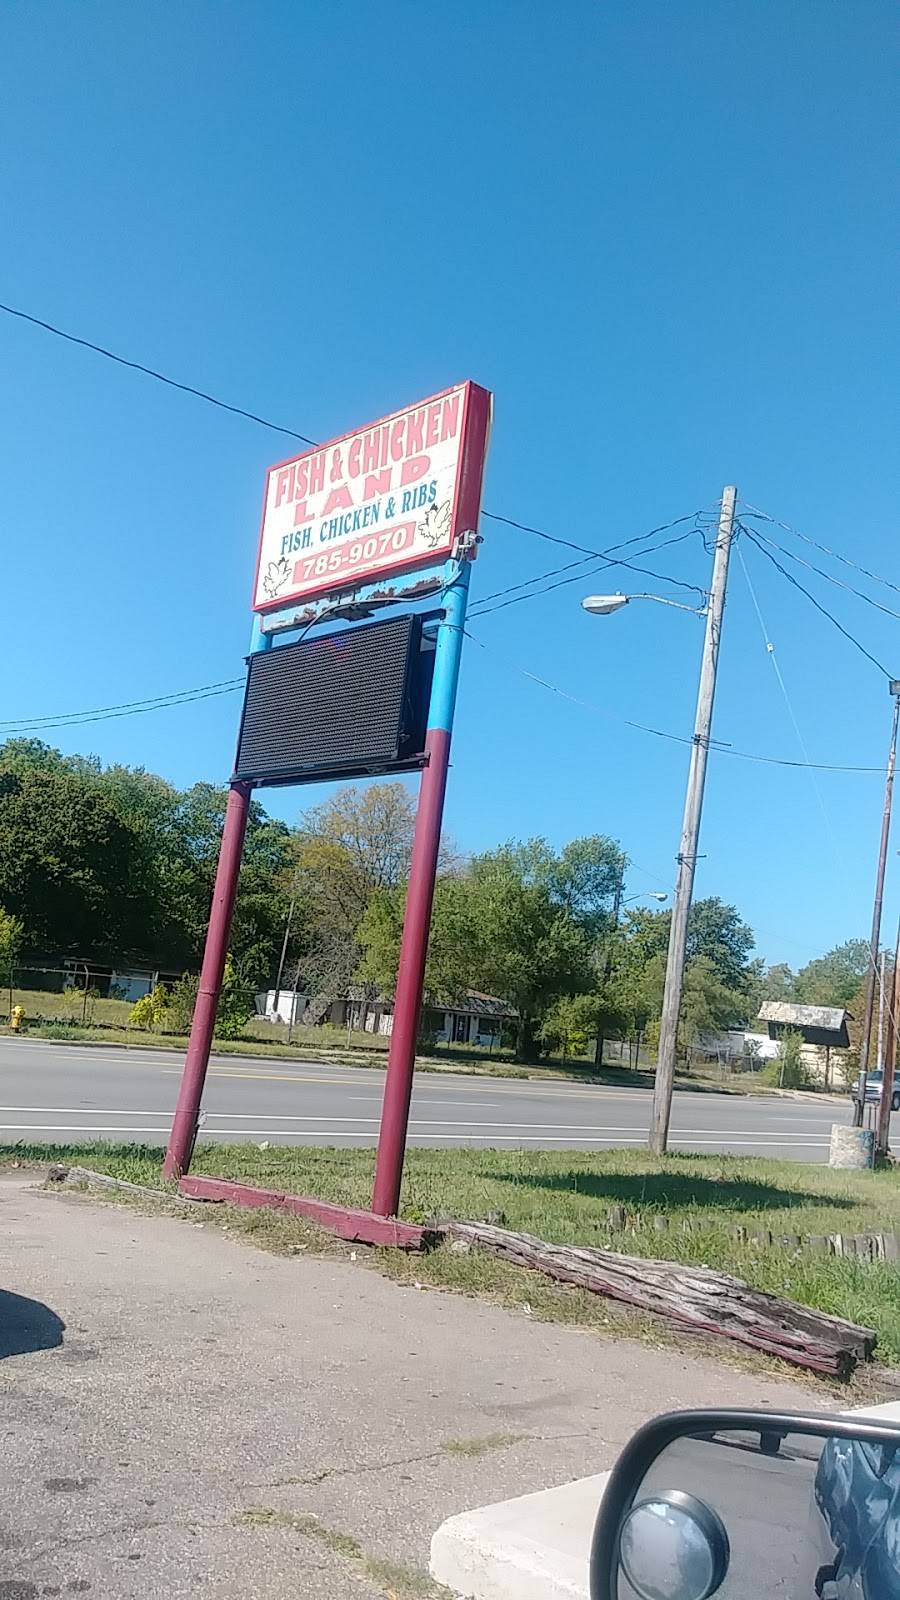 FISH & CHICKEN
LAND
FISH, CHICKEN & RIBS
785-9070